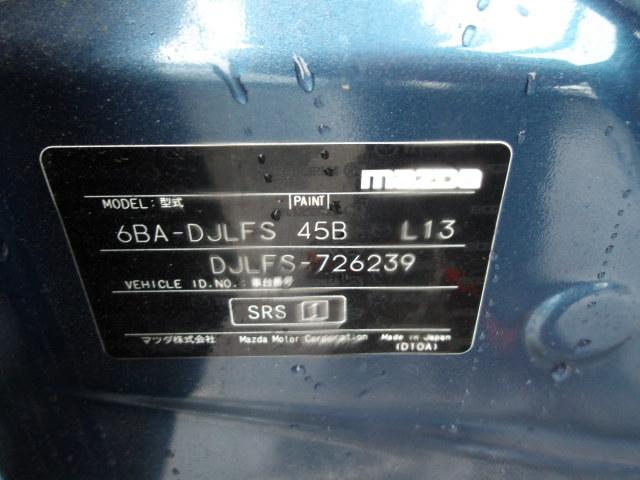 mazda
MODEL: 型式 PAINT
6BA-DJLFS 45B L13
DJLFS-726239
VEHICLE ID.NO.: 車台番号
SRS
マツダ株式会社 Mazda Motor Corporation Made in Japan
(D10A)